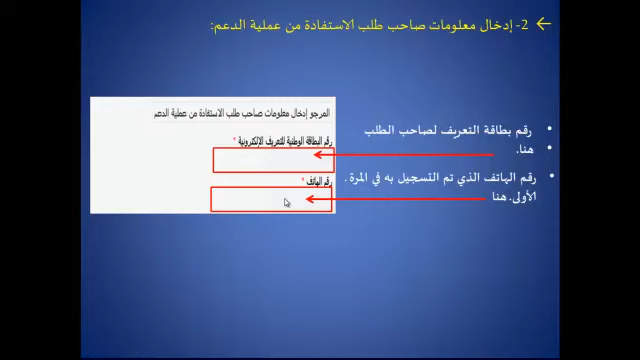 2- إدخال معلومات صاحب طلب الاستفادة من عملية الدعم:
المرجو إدخال معلومات صاحب طلب الاستفادة من عملية الدعم
رقم البطاقة الوطنية للتعريف الإلكترونية *
رقم الهاتف *
• رقم بطاقة التعريف لصاحب الطلب
• هنا.
• رقم الهاتف الذي تم التسجيل به في المرة .
الأولى. هنا